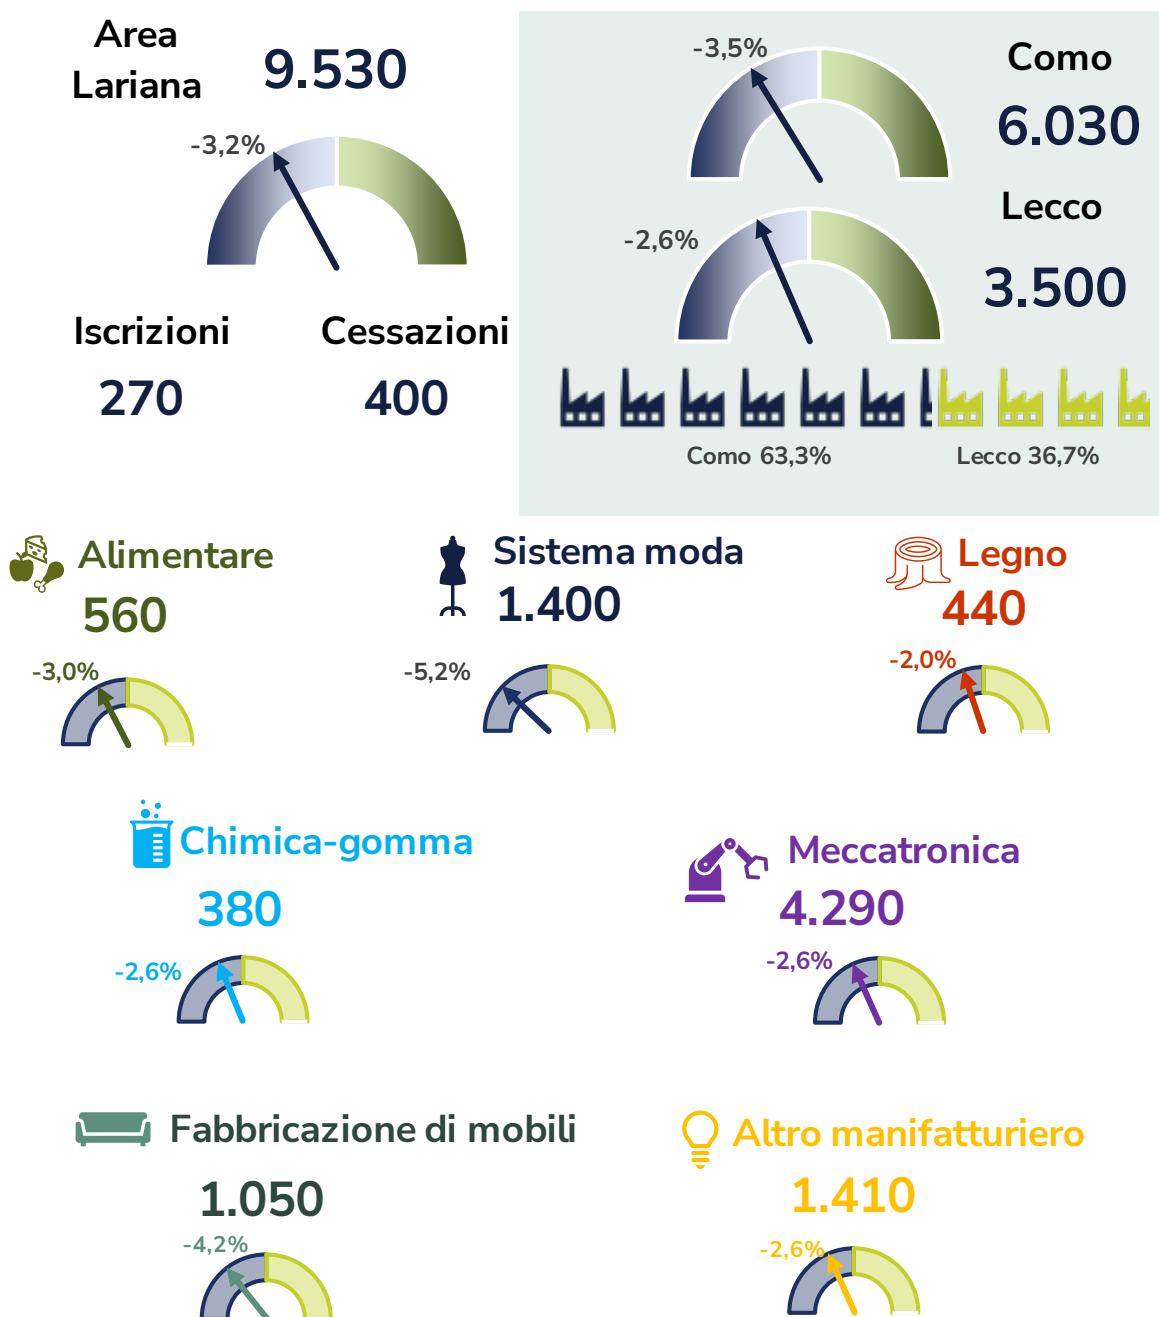 Area
Lariana
9.530
-3,2%
Iscrizioni
Cessazioni
270
400
-3,5%
Como
6.030
Lecco
-2,6%
3.500
Como 63,3%
Lecco 36,7%
Alimentare
560
-3,0%
Sistema moda
1.400
-5,2%
Legno
440
-2,0%
Chimica-gomma
380
-2,6%
Meccatronica
4.290
-2,6%
Fabbricazione di mobili
1.050
-4,2%
Altro manifatturiero
1.410
-2,6%